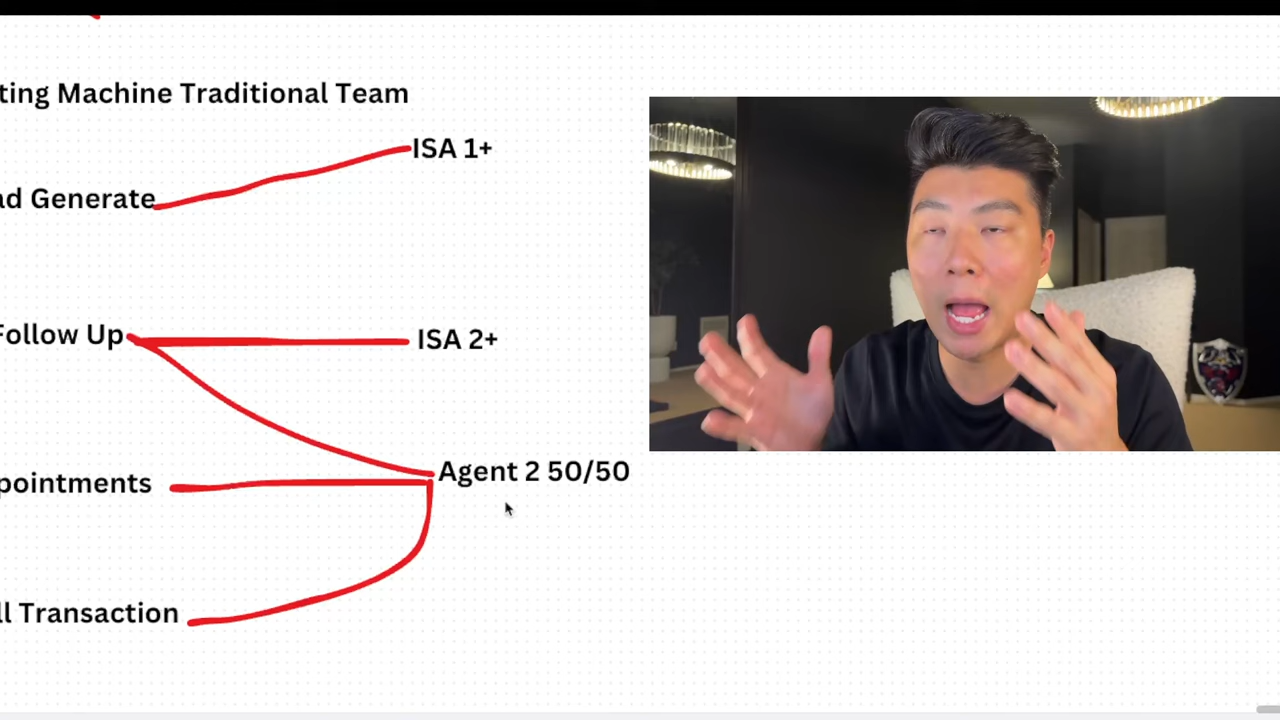 ting Machine Traditional Team
ISA 1+
ad Generate
Follow Up
ISA 2+
Agent 2 50/50
pointments
ll Transaction